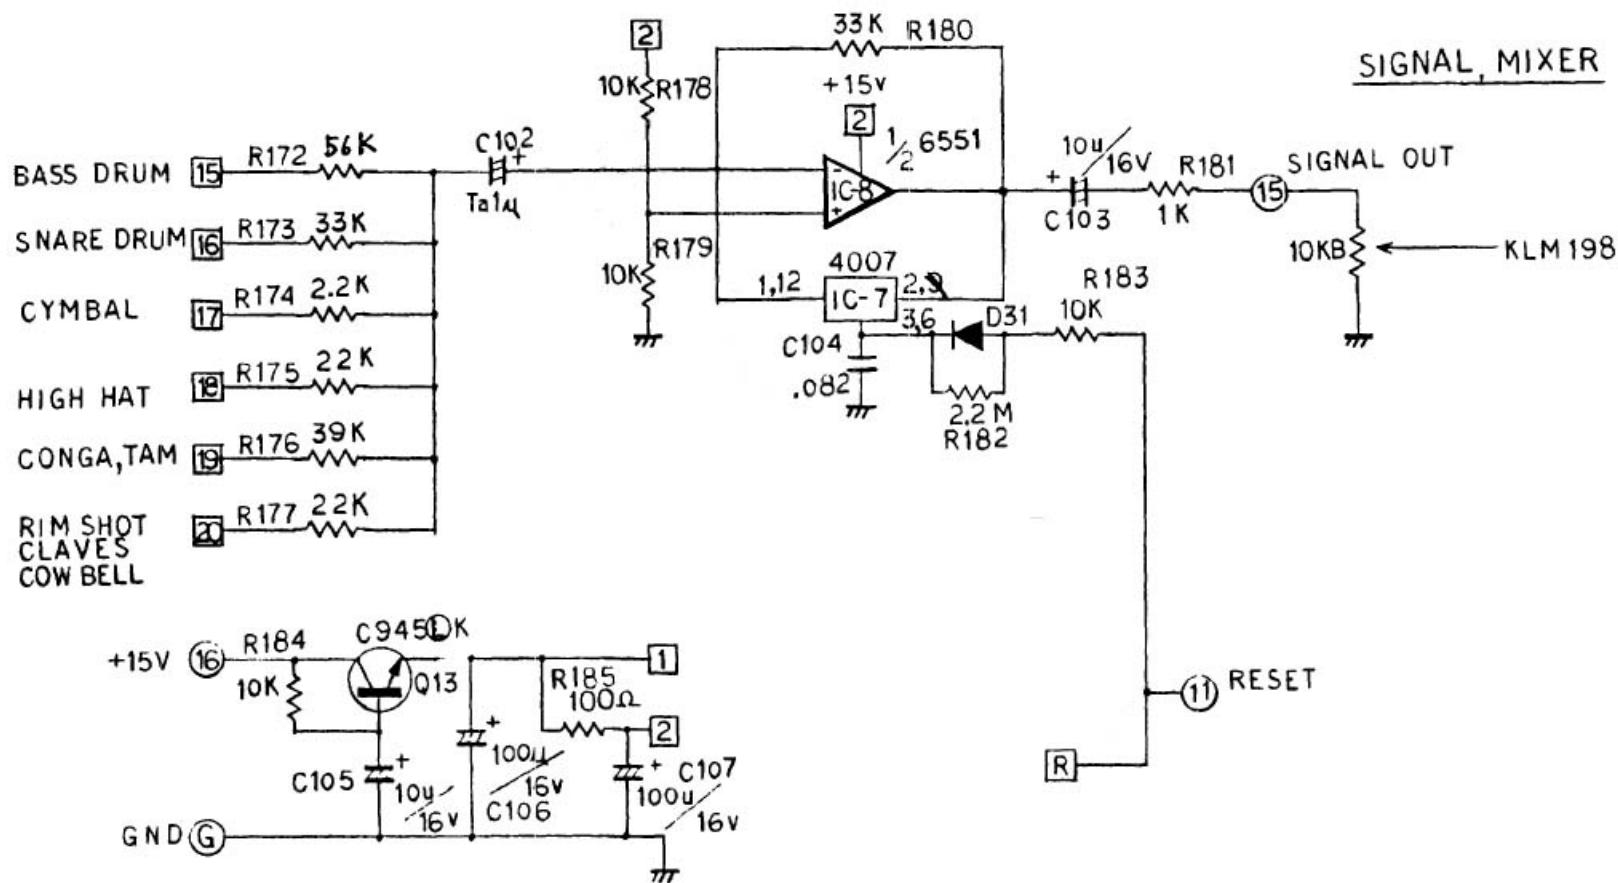 SIGNAL, MIXER
2
33K R180
10K R178
+15v
2
1/2 6551
BASS DRUM 15 R172 56K
C102
+
Ta1µ
-
IC-8
+
10u/16V
+
C103
R181
1K
15 SIGNAL OUT
SNARE DRUM 16 R173 33K
10K R179
10KB
KLM198
CYMBAL 17 R174 2.2K
4007
1,12 IC-7 2,9
3,6
D31
R183
10K
C104
.082
2.2M
R182
HIGH HAT 18 R175 22K
CONGA,TAM 19 R176 39K
RIM SHOT 20 R177 22K
CLAVES
COW BELL
+15V 16 R184
10K
C945 L K
Q13
1
R185
100Ω
2
C105
+
10u/16v
+
100µ/16v
C106
+
C107
100u/16v
GND G
11 RESET
R